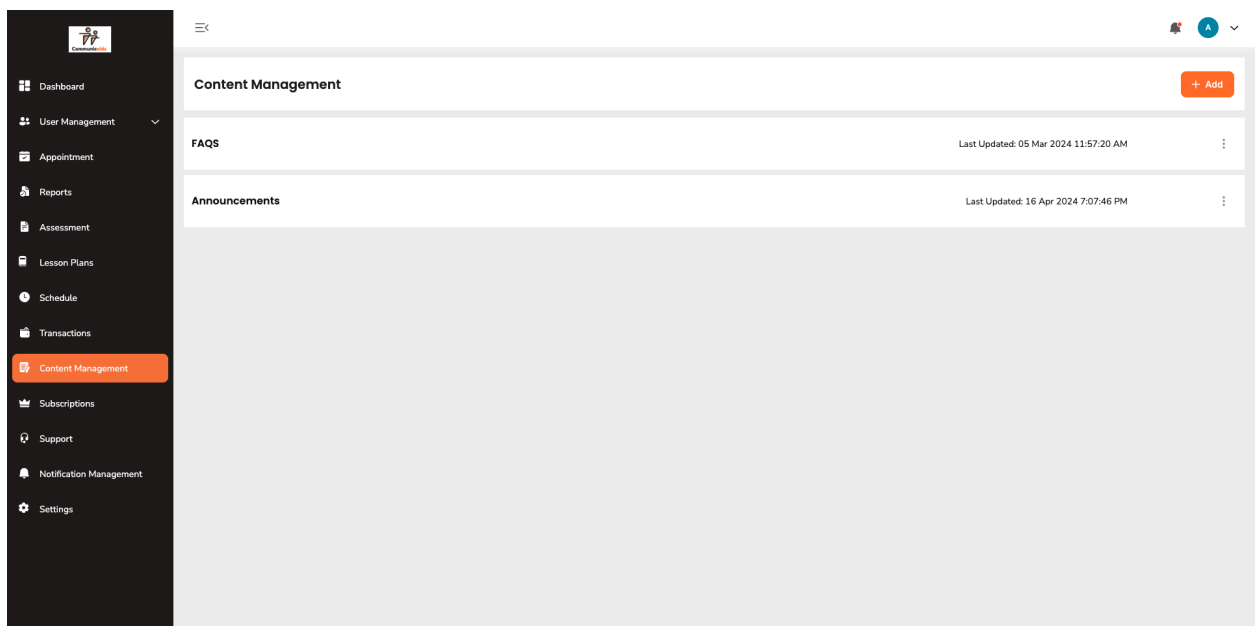 Communicaids
Dashboard
User Management
Appointment
Reports
Assessment
Lesson Plans
Schedule
Transactions
Content Management
Subscriptions
Support
Notification Management
Settings
A
Content Management
+ Add
FAQS
Last Updated: 05 Mar 2024 11:57:20 AM
Announcements
Last Updated: 16 Apr 2024 7:07:46 PM